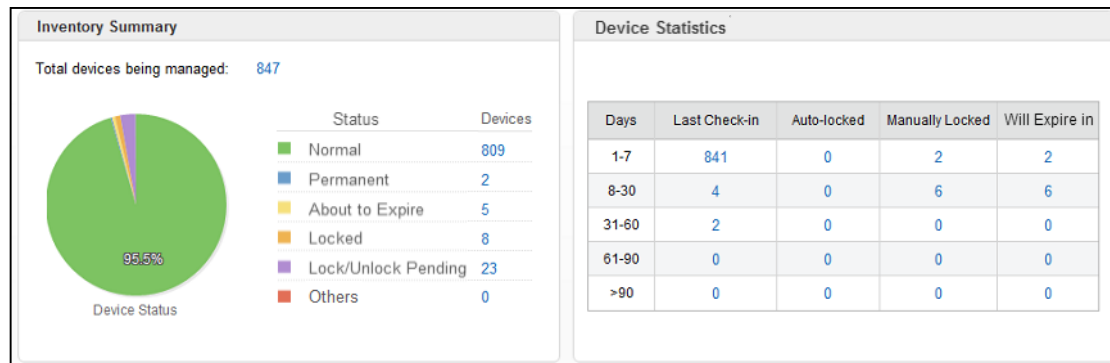 Inventory Summary
Total devices being managed: 847
Status Devices
Normal 809
Permanent 2
About to Expire 5
Locked 8
Lock/Unlock Pending 23
Others 0
95.5%
Device Status
Device Statistics
Days Last Check-in Auto-locked Manually Locked Will Expire in
1-7 841 0 2 2
8-30 4 0 6 6
31-60 2 0 0 0
61-90 0 0 0 0
>90 0 0 0 0